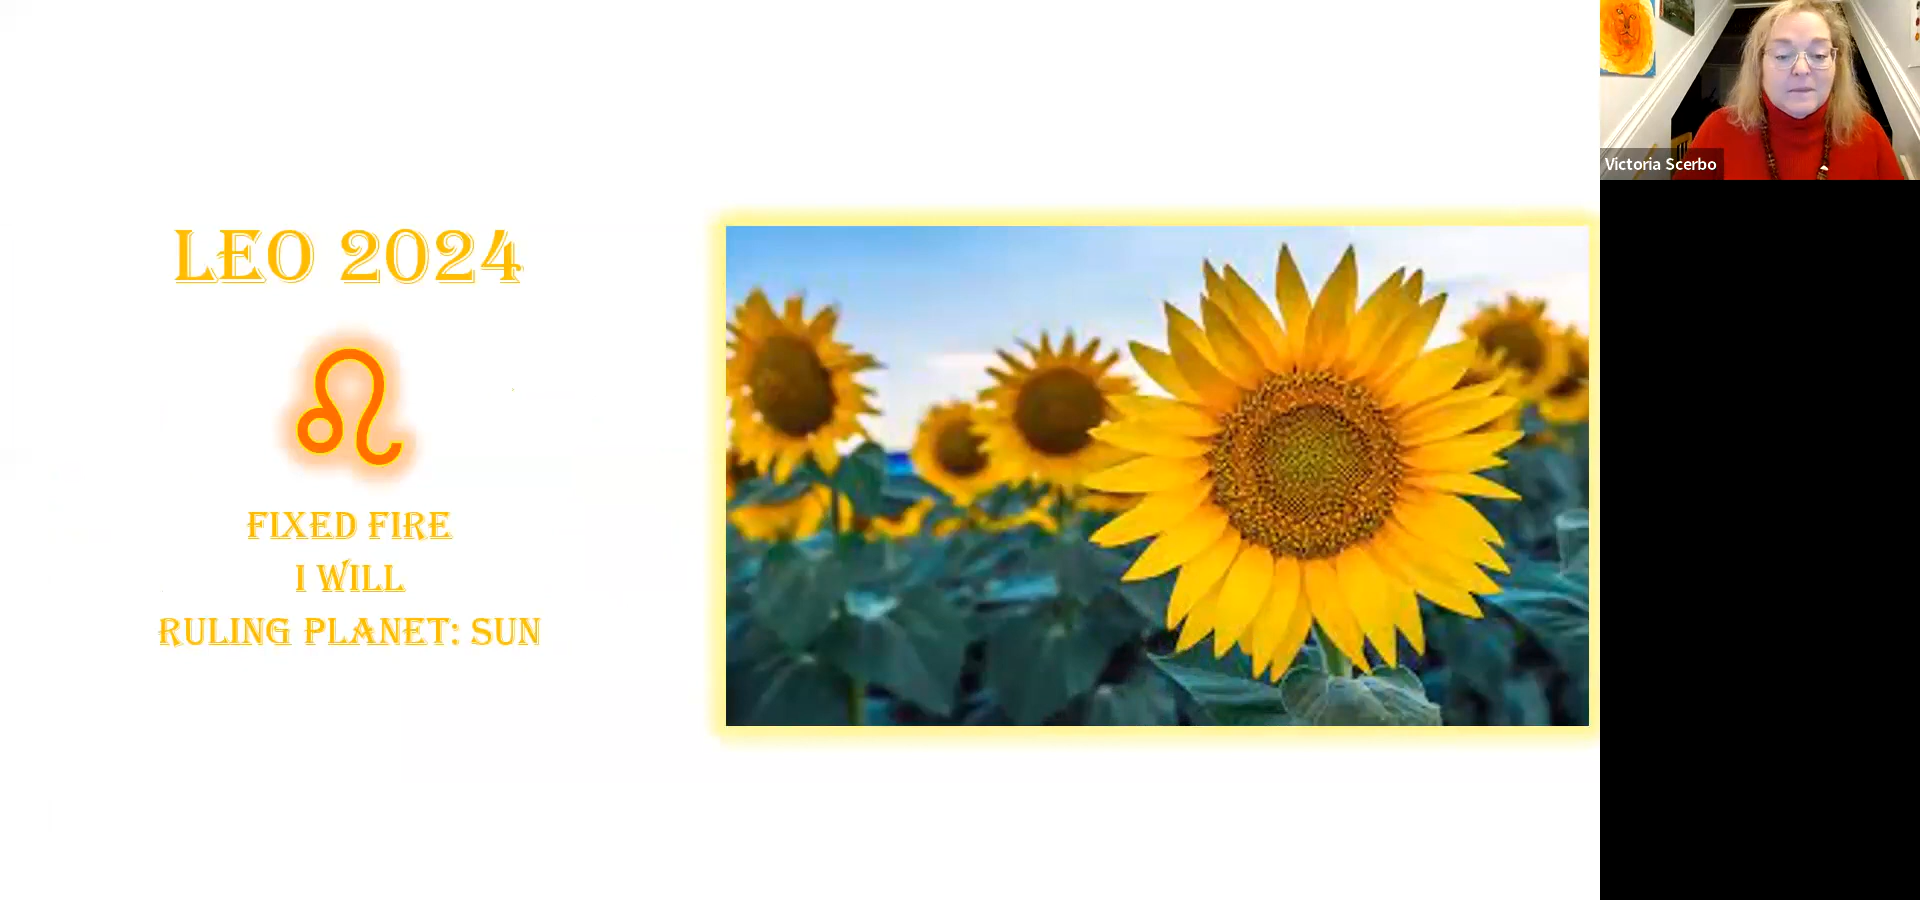 LEO 2024
♌
FIXED FIRE
I WILL
RULING PLANET: SUN
Victoria Scerbo